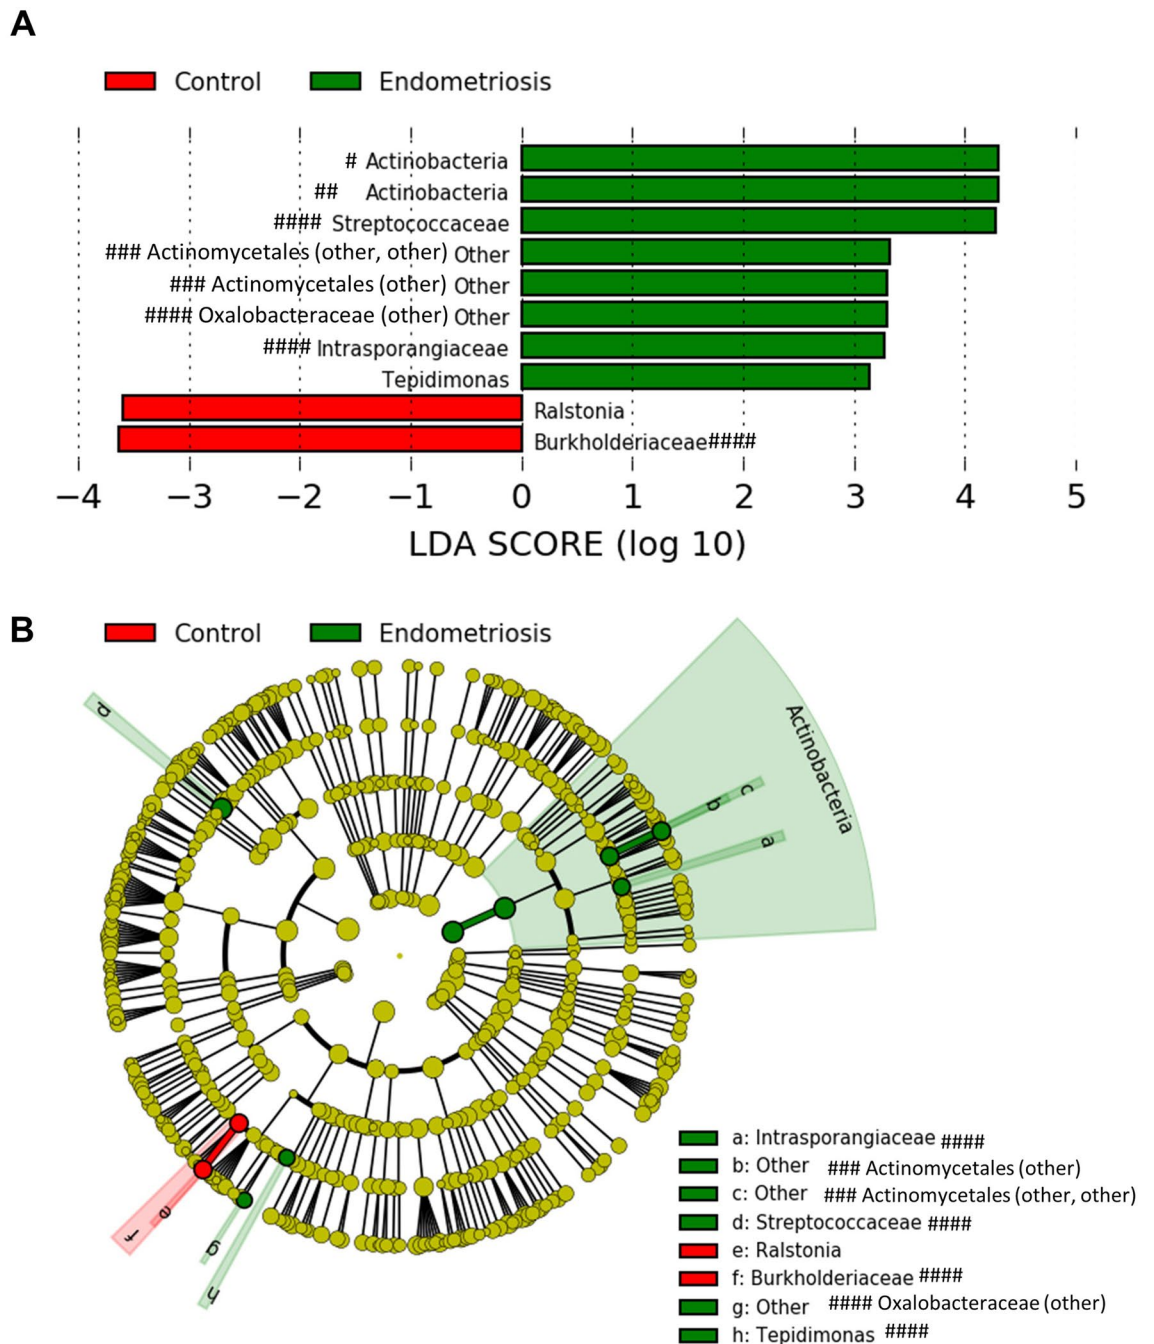 A
Control Endometriosis
# Actinobacteria
## Actinobacteria
#### Streptococcaceae
### Actinomycetales (other, other) Other
### Actinomycetales (other) Other
#### Oxalobacteraceae (other) Other
#### Intrasporangiaceae
Tepidimonas
Ralstonia
Burkholderiaceae####
−4 −3 −2 −1 0 1 2 3 4 5
LDA SCORE (log 10)
B
Control Endometriosis
Actinobacteria
d
c
b
a
e
f
g
h
a: Intrasporangiaceae ####
b: Other ### Actinomycetales (other)
c: Other ### Actinomycetales (other, other)
d: Streptococcaceae ####
e: Ralstonia
f: Burkholderiaceae ####
g: Other #### Oxalobacteraceae (other)
h: Tepidimonas ####